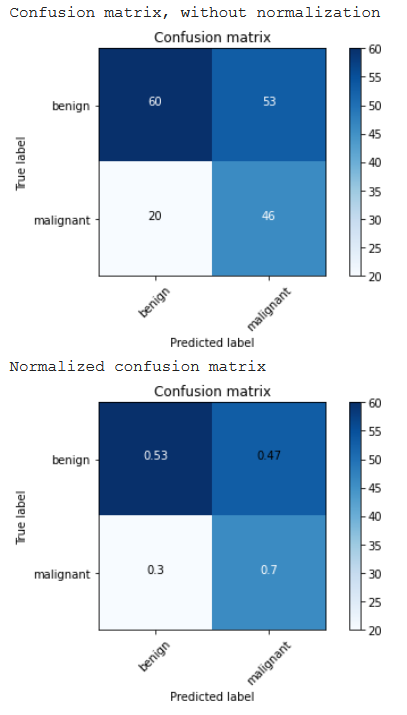 Confusion matrix, without normalization
Confusion matrix
60
benign
60
53
55
50
True label
45
40
35
malignant
20
46
30
25
20
benign
malignant
Predicted label
Normalized confusion matrix
Confusion matrix
60
benign
0.53
0.47
55
50
True label
45
40
35
malignant
0.3
0.7
30
25
20
benign
malignant
Predicted label